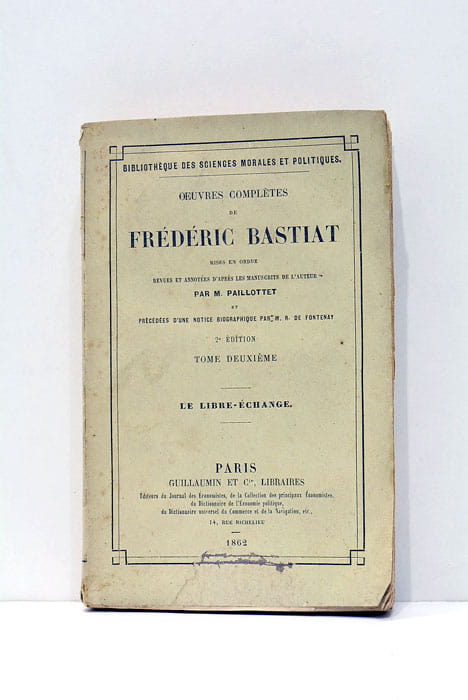 BIBLIOTHÈQUE DES SCIENCES MORALES ET POLITIQUES.
ŒUVRES COMPLÈTES
DE
FRÉDÉRIC BASTIAT
MISES EN ORDRE
REVUES ET ANNOTÉES D'APRÈS LES MANUSCRITS DE L'AUTEUR
PAR M. PAILLOTTET
ET
PRÉCÉDÉES D'UNE NOTICE BIOGRAPHIQUE PAR M. R. DE FONTENAY
2e ÉDITION
TOME DEUXIÈME
LE LIBRE-ÉCHANGE.
PARIS
GUILLAUMIN ET Cie, LIBRAIRES
Éditeurs du Journal des Économistes, de la Collection des principaux Économistes,
du Dictionnaire de l'Économie politique,
du Dictionnaire universel du Commerce et de la Navigation, etc.,
14, RUE RICHELIEU
1862